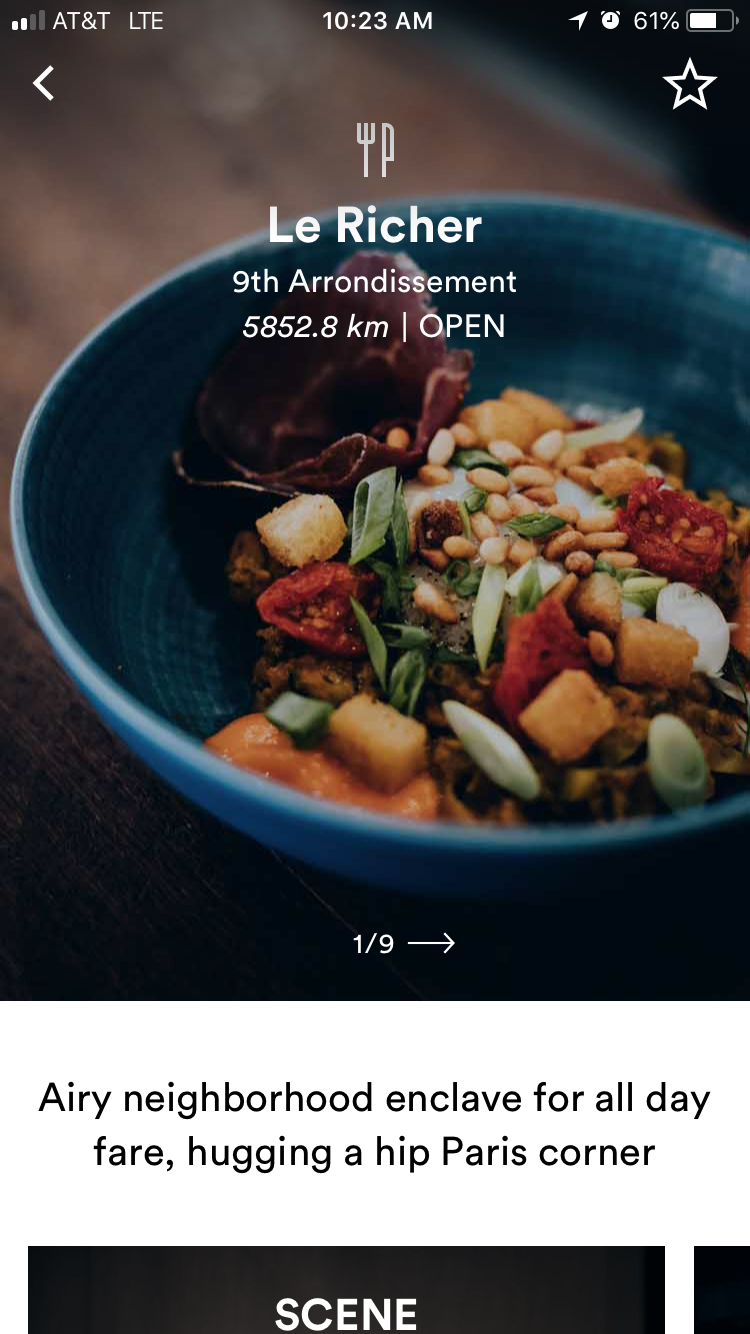 AT&T LTE 10:23 AM 61%
Le Richer
9th Arrondissement
5852.8 km | OPEN
1/9
Airy neighborhood enclave for all day
fare, hugging a hip Paris corner
SCENE